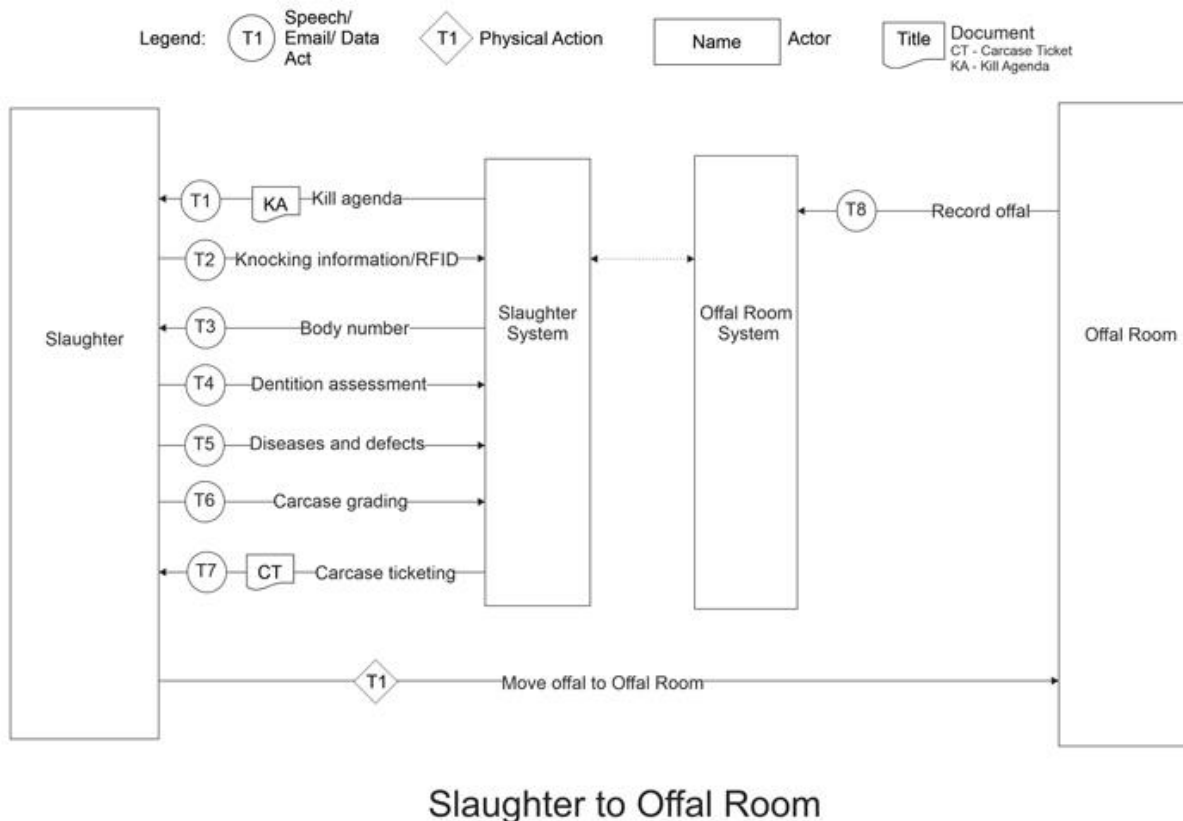 Legend:
T1
Speech/
Email/ Data
Act
T1
Physical Action
Name
Actor
Title
Document
CT - Carcase Ticket
KA - Kill Agenda
Slaughter
Slaughter
System
Offal Room
System
Offal Room
T1
KA
Kill agenda
T2
Knocking information/RFID
T3
Body number
T4
Dentition assessment
T5
Diseases and defects
T6
Carcase grading
T7
CT
Carcase ticketing
T8
Record offal
T1
Move offal to Offal Room
Slaughter to Offal Room